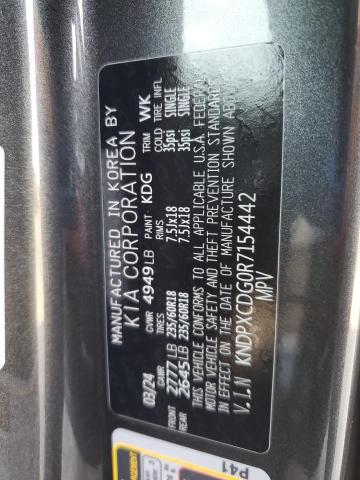 MANUFACTURED IN KOREA BY
KIA CORPORATION
03/24 GVWR 4949LB PAINT KDG TRIM WK
GAWR RIMS COLD TIRE INFL
FRONT 2777LB 235/60R18 7.5JX18 35psi SINGLE
REAR 2645LB 235/60R18 7.5JX18 35psi SINGLE
THIS VEHICLE CONFORMS TO ALL APPLICABLE U.S.A. FEDERAL
MOTOR VEHICLE SAFETY AND THEFT PREVENTION STANDARDS
IN EFFECT ON THE DATE OF MANUFACTURE SHOWN ABOVE
V.I.N KNDPXCDG0R7154442
MPV
P41